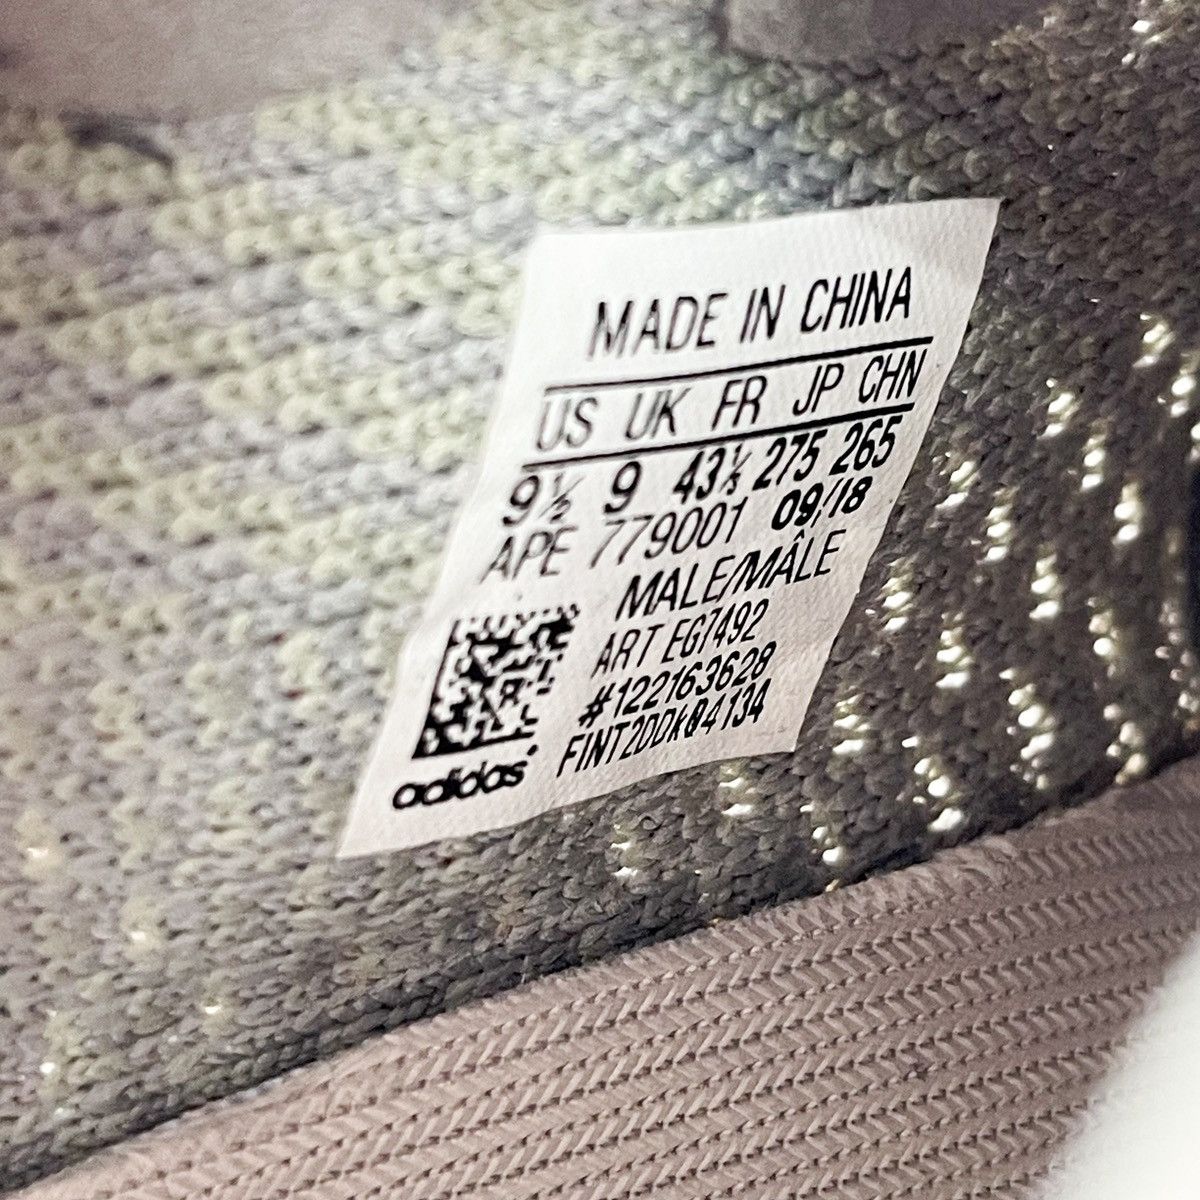 MADE IN CHINA
US UK FR JP CHN
9½ 9 43⅓ 275 265
APE 779001 09/18
MALE/MÂLE
ART EG7492
#122163628
FINT2DDk04134
adidas